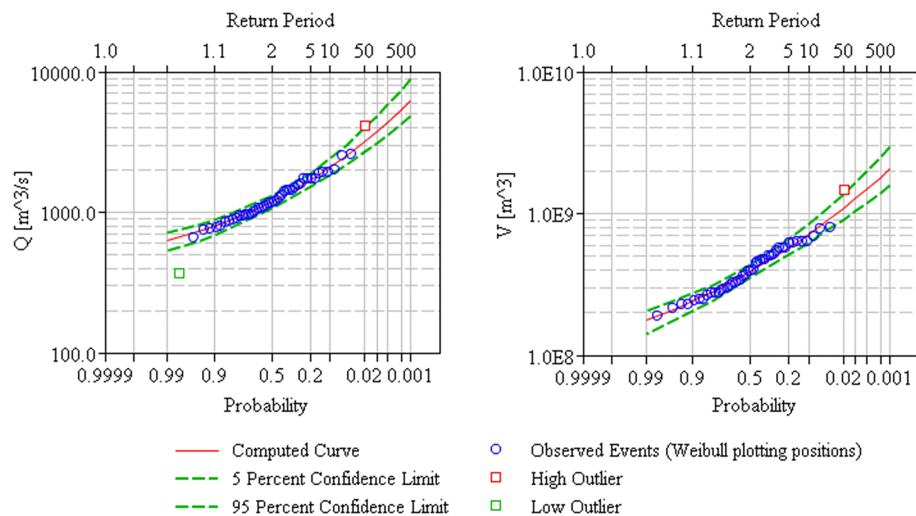 Return Period Return Period
1.0 1.1 2 5 10 50 500 1.0 1.1 2 5 10 50 500
10000.0 1.0E10
1000.0 1.0E9
Q [m^3/s] V [m^3]
100.0 1.0E8
0.9999 0.99 0.9 0.5 0.2 0.02 0.001 0.9999 0.99 0.9 0.5 0.2 0.02 0.001
Probability Probability
Computed Curve Observed Events (Weibull plotting positions)
5 Percent Confidence Limit High Outlier
95 Percent Confidence Limit Low Outlier